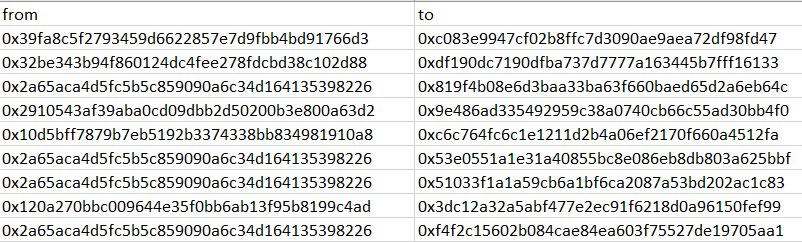 from to
0x39fa8c5f2793459d6622857e7d9fbb4bd91766d3 0xc083e9947cf02b8ffc7d3090ae9aea72df98fd47
0x32be343b94f860124dc4fee278fdcbd38c102d88 0xdf190dc7190dfba737d7777a163445b7fff16133
0x2a65aca4d5fc5b5c859090a6c34d164135398226 0x819f4b08e6d3baa33ba63f660baed65d2a6eb64c
0x2910543af39aba0cd09dbb2d50200b3e800a63d2 0x9e486ad335492959c38a0740cb66c55ad30bb4f0
0x10d5bff7879b7eb5192b3374338bb834981910a8 0xc6c764fc6c1e1211d2b4a06ef2170f660a4512fa
0x2a65aca4d5fc5b5c859090a6c34d164135398226 0x53e0551a1e31a40855bc8e086eb8db803a625bbf
0x2a65aca4d5fc5b5c859090a6c34d164135398226 0x51033f1a1a59cb6a1bf6ca2087a53bd202ac1c83
0x120a270bbc009644e35f0bb6ab13f95b8199c4ad 0x3dc12a32a5abf477e2ec91f6218d0a96150fef99
0x2a65aca4d5fc5b5c859090a6c34d164135398226 0xf4f2c15602b084cae84ea603f75527de19705aa1